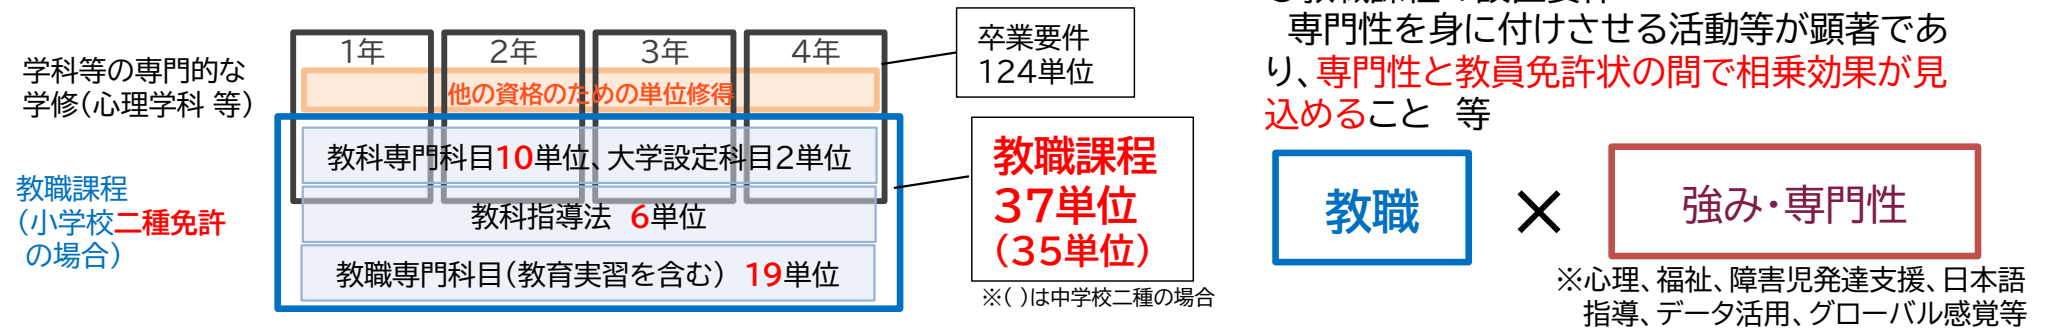 学科等の専門的な
学修(心理学科 等)
教職課程
(小学校二種免許
の場合)
1年 2年 3年 4年
他の資格のための単位修得
教科専門科目10単位、大学設定科目2単位
教科指導法 6単位
教職専門科目(教育実習を含む) 19単位
卒業要件
124単位
教職課程
37単位
(35単位)
※( )は中学校二種の場合
専門性を身に付けさせる活動等が顕著であ
り、専門性と教員免許状の間で相乗効果が見
込めること 等
教職 × 強み・専門性
※心理、福祉、障害児発達支援、日本語
指導、データ活用、グローバル感覚等